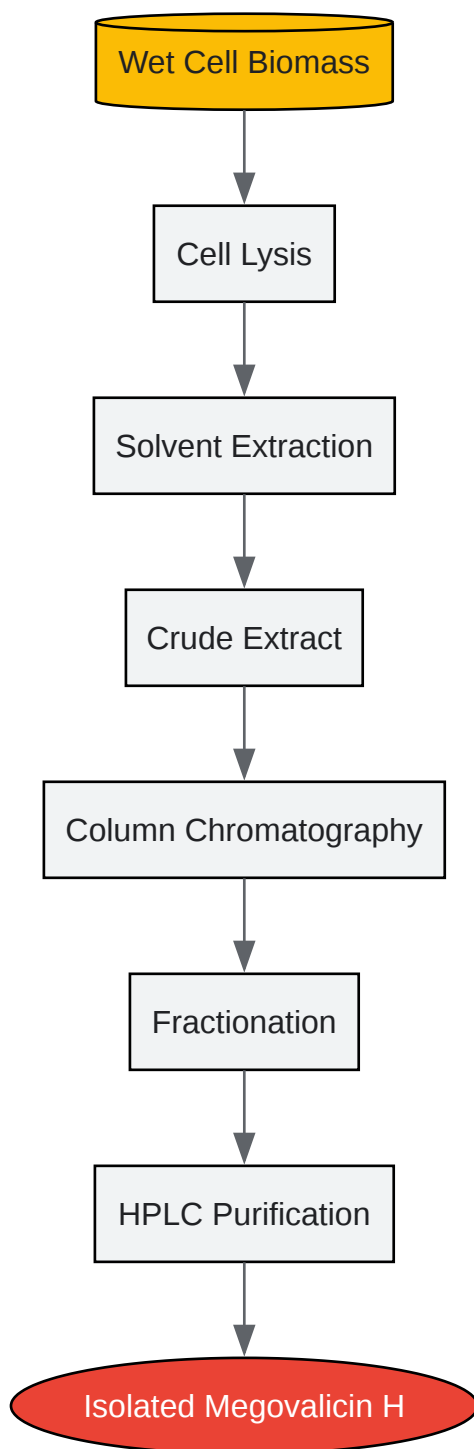 Wet Cell Biomass
Cell Lysis
Solvent Extraction
Crude Extract
Column Chromatography
Fractionation
HPLC Purification
Isolated Megovalicin H